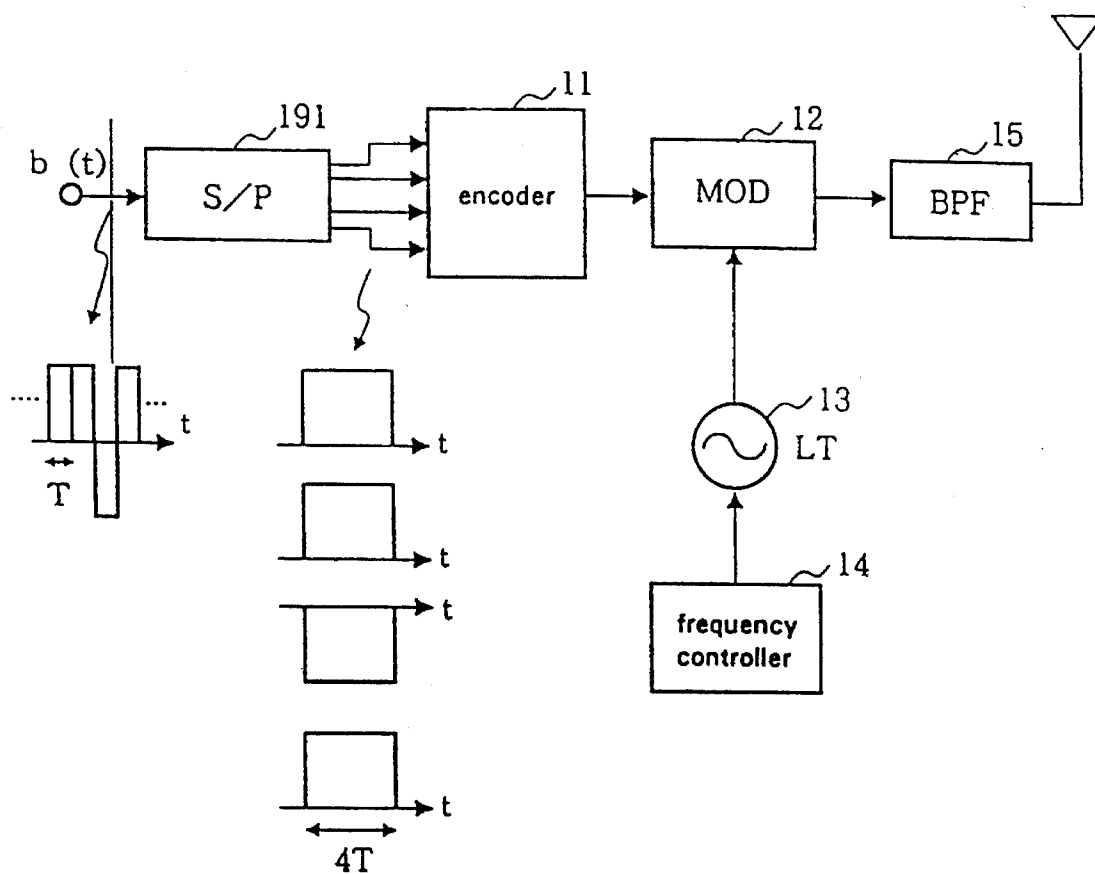 11
191
12
15
b (t)
S/P
encoder
MOD
BPF
.... ... t
T
t
13
LT
t
14
t
frequency
controller
t
4T